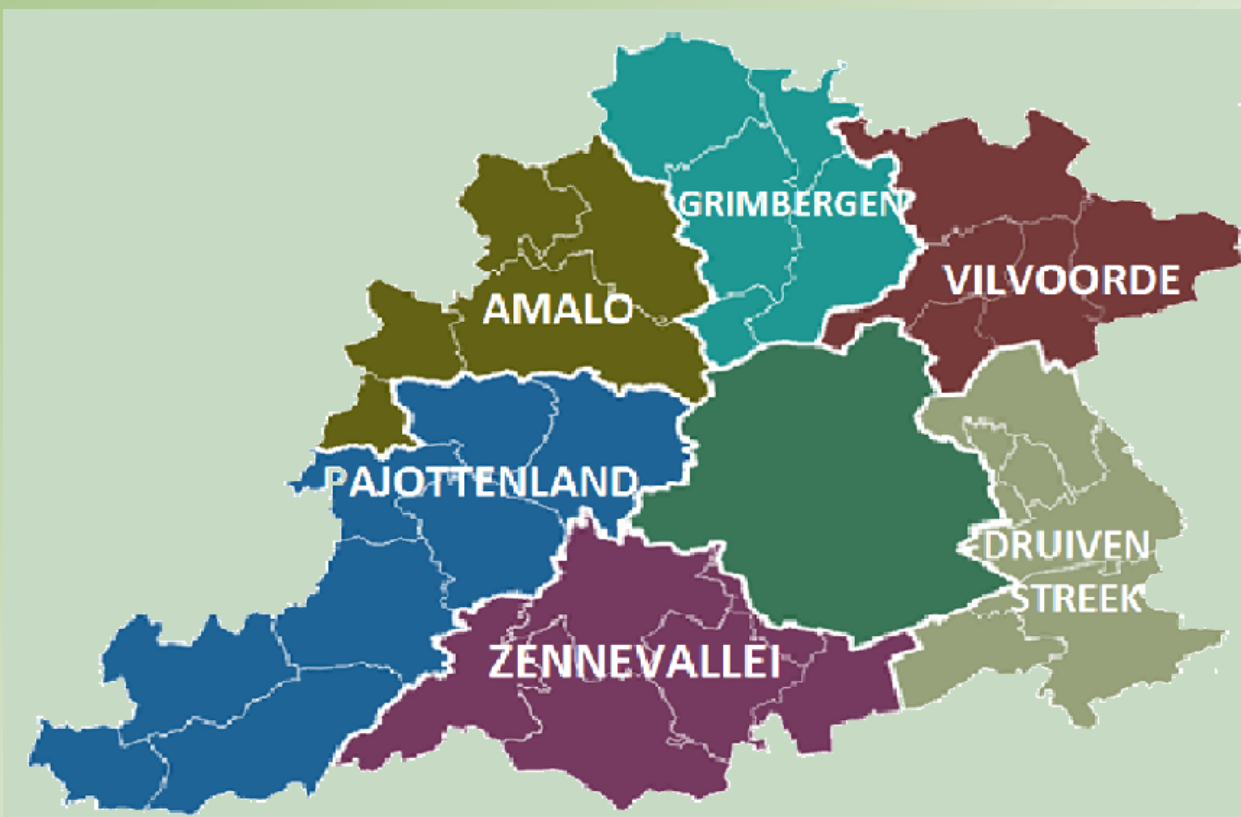 GRIMBERGEN
VILVOORDE
AMALO
PAJOTTENLAND
DRUIVEN
STREEK
ZENNEVALLEI